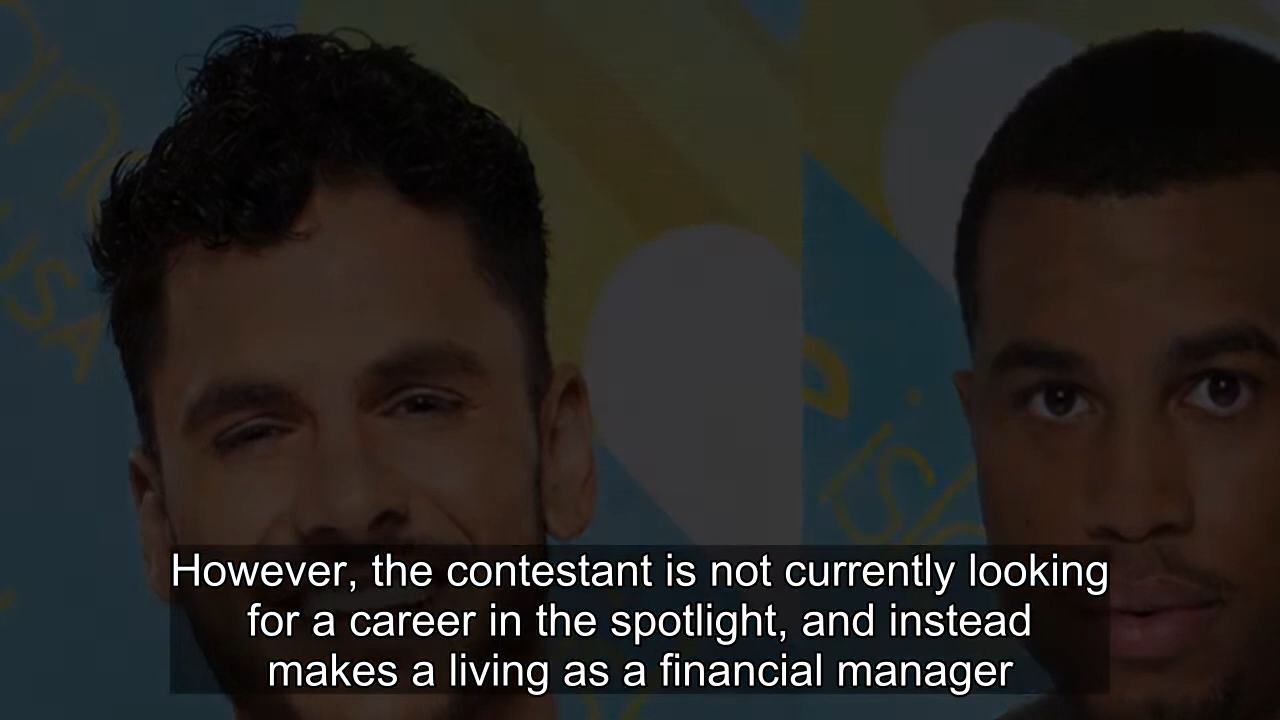 However, the contestant is not currently looking
for a career in the spotlight, and instead
makes a living as a financial manager
USA